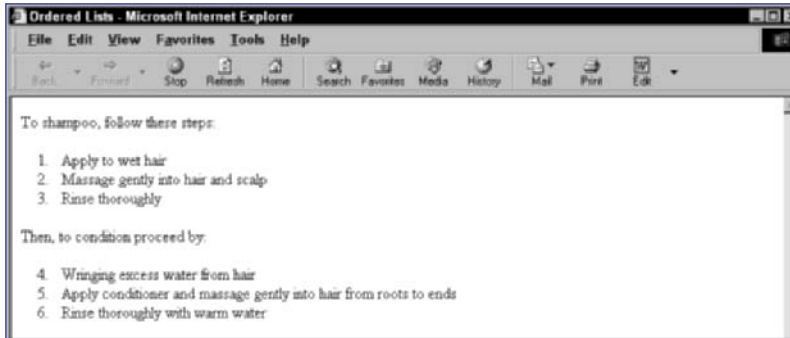 Ordered Lists - Microsoft Internet Explorer
File Edit View Favorites Tools Help
Back Forward Stop Refresh Home Search Favorites Media History Mail Print Edit
To shampoo, follow these steps:
1. Apply to wet hair
2. Massage gently into hair and scalp
3. Rinse thoroughly
Then, to condition proceed by:
4. Wringing excess water from hair
5. Apply conditioner and massage gently into hair from roots to ends
6. Rinse thoroughly with warm water